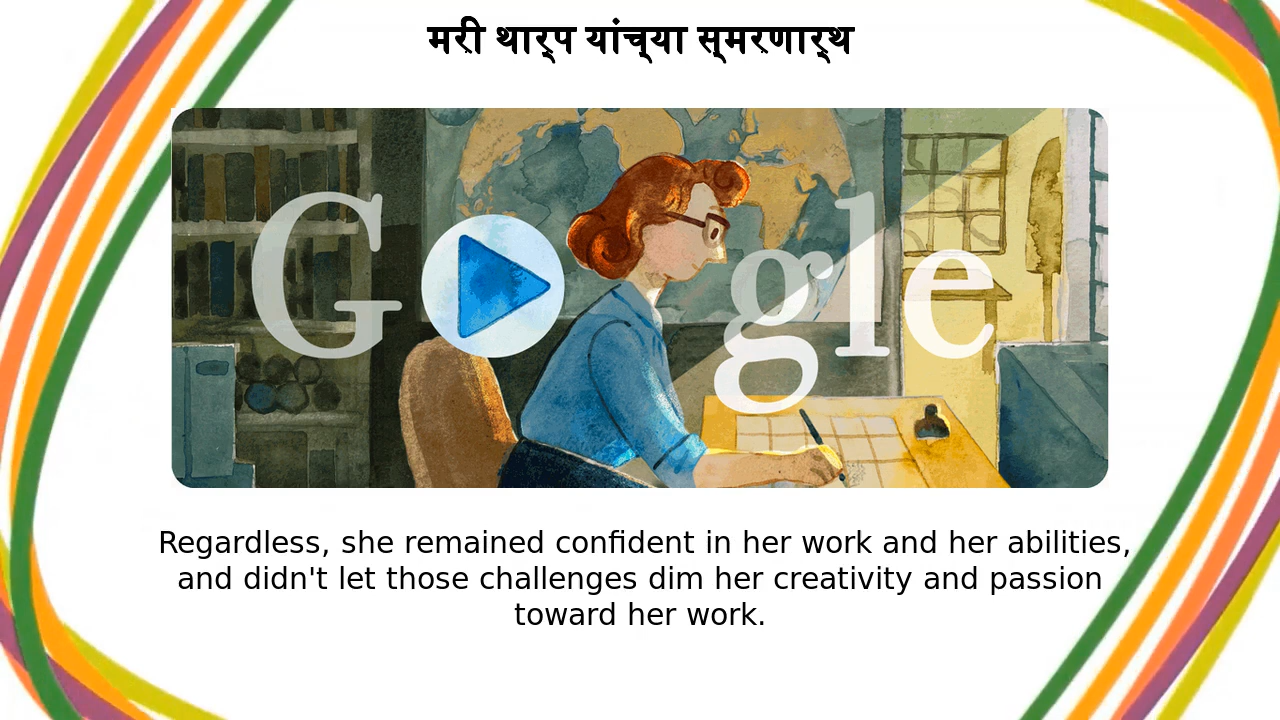 मरी थार्प यांच्या स्मरणार्थ
Google
Regardless, she remained confident in her work and her abilities,
and didn't let those challenges dim her creativity and passion
toward her work.